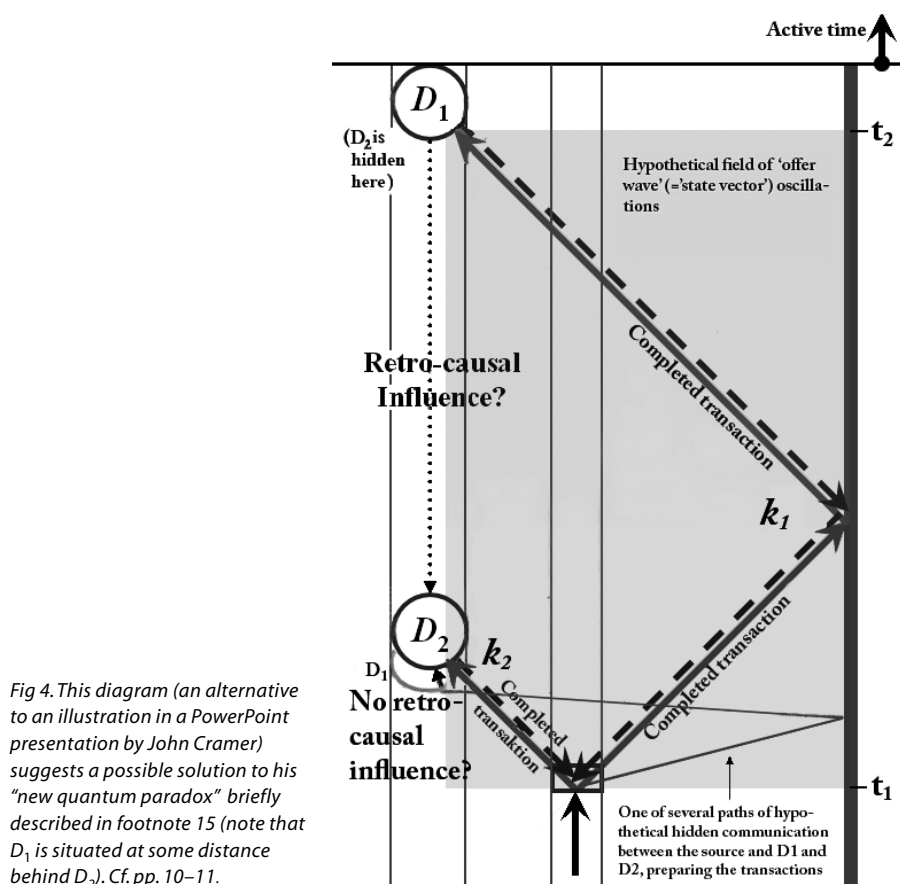 Active time
D1
t2
(D2 is
hidden
here)
Hypothetical field of ‘offer
wave’ (=’state vector’) oscilla-
tions
Completed transaction
Retro-causal
Influence?
k1
D2
k2
D1
Completed
transaktion
Completed transaction
No retro-
causal
influence?
t1
One of several paths of hypo-
thetical hidden communication
between the source and D1 and
D2, preparing the transactions
Fig 4. This diagram (an alternative
to an illustration in a PowerPoint
presentation by John Cramer)
suggests a possible solution to his
“new quantum paradox” briefly
described in footnote 15 (note that
D1 is situated at some distance
behind D2). Cf. pp. 10–11.